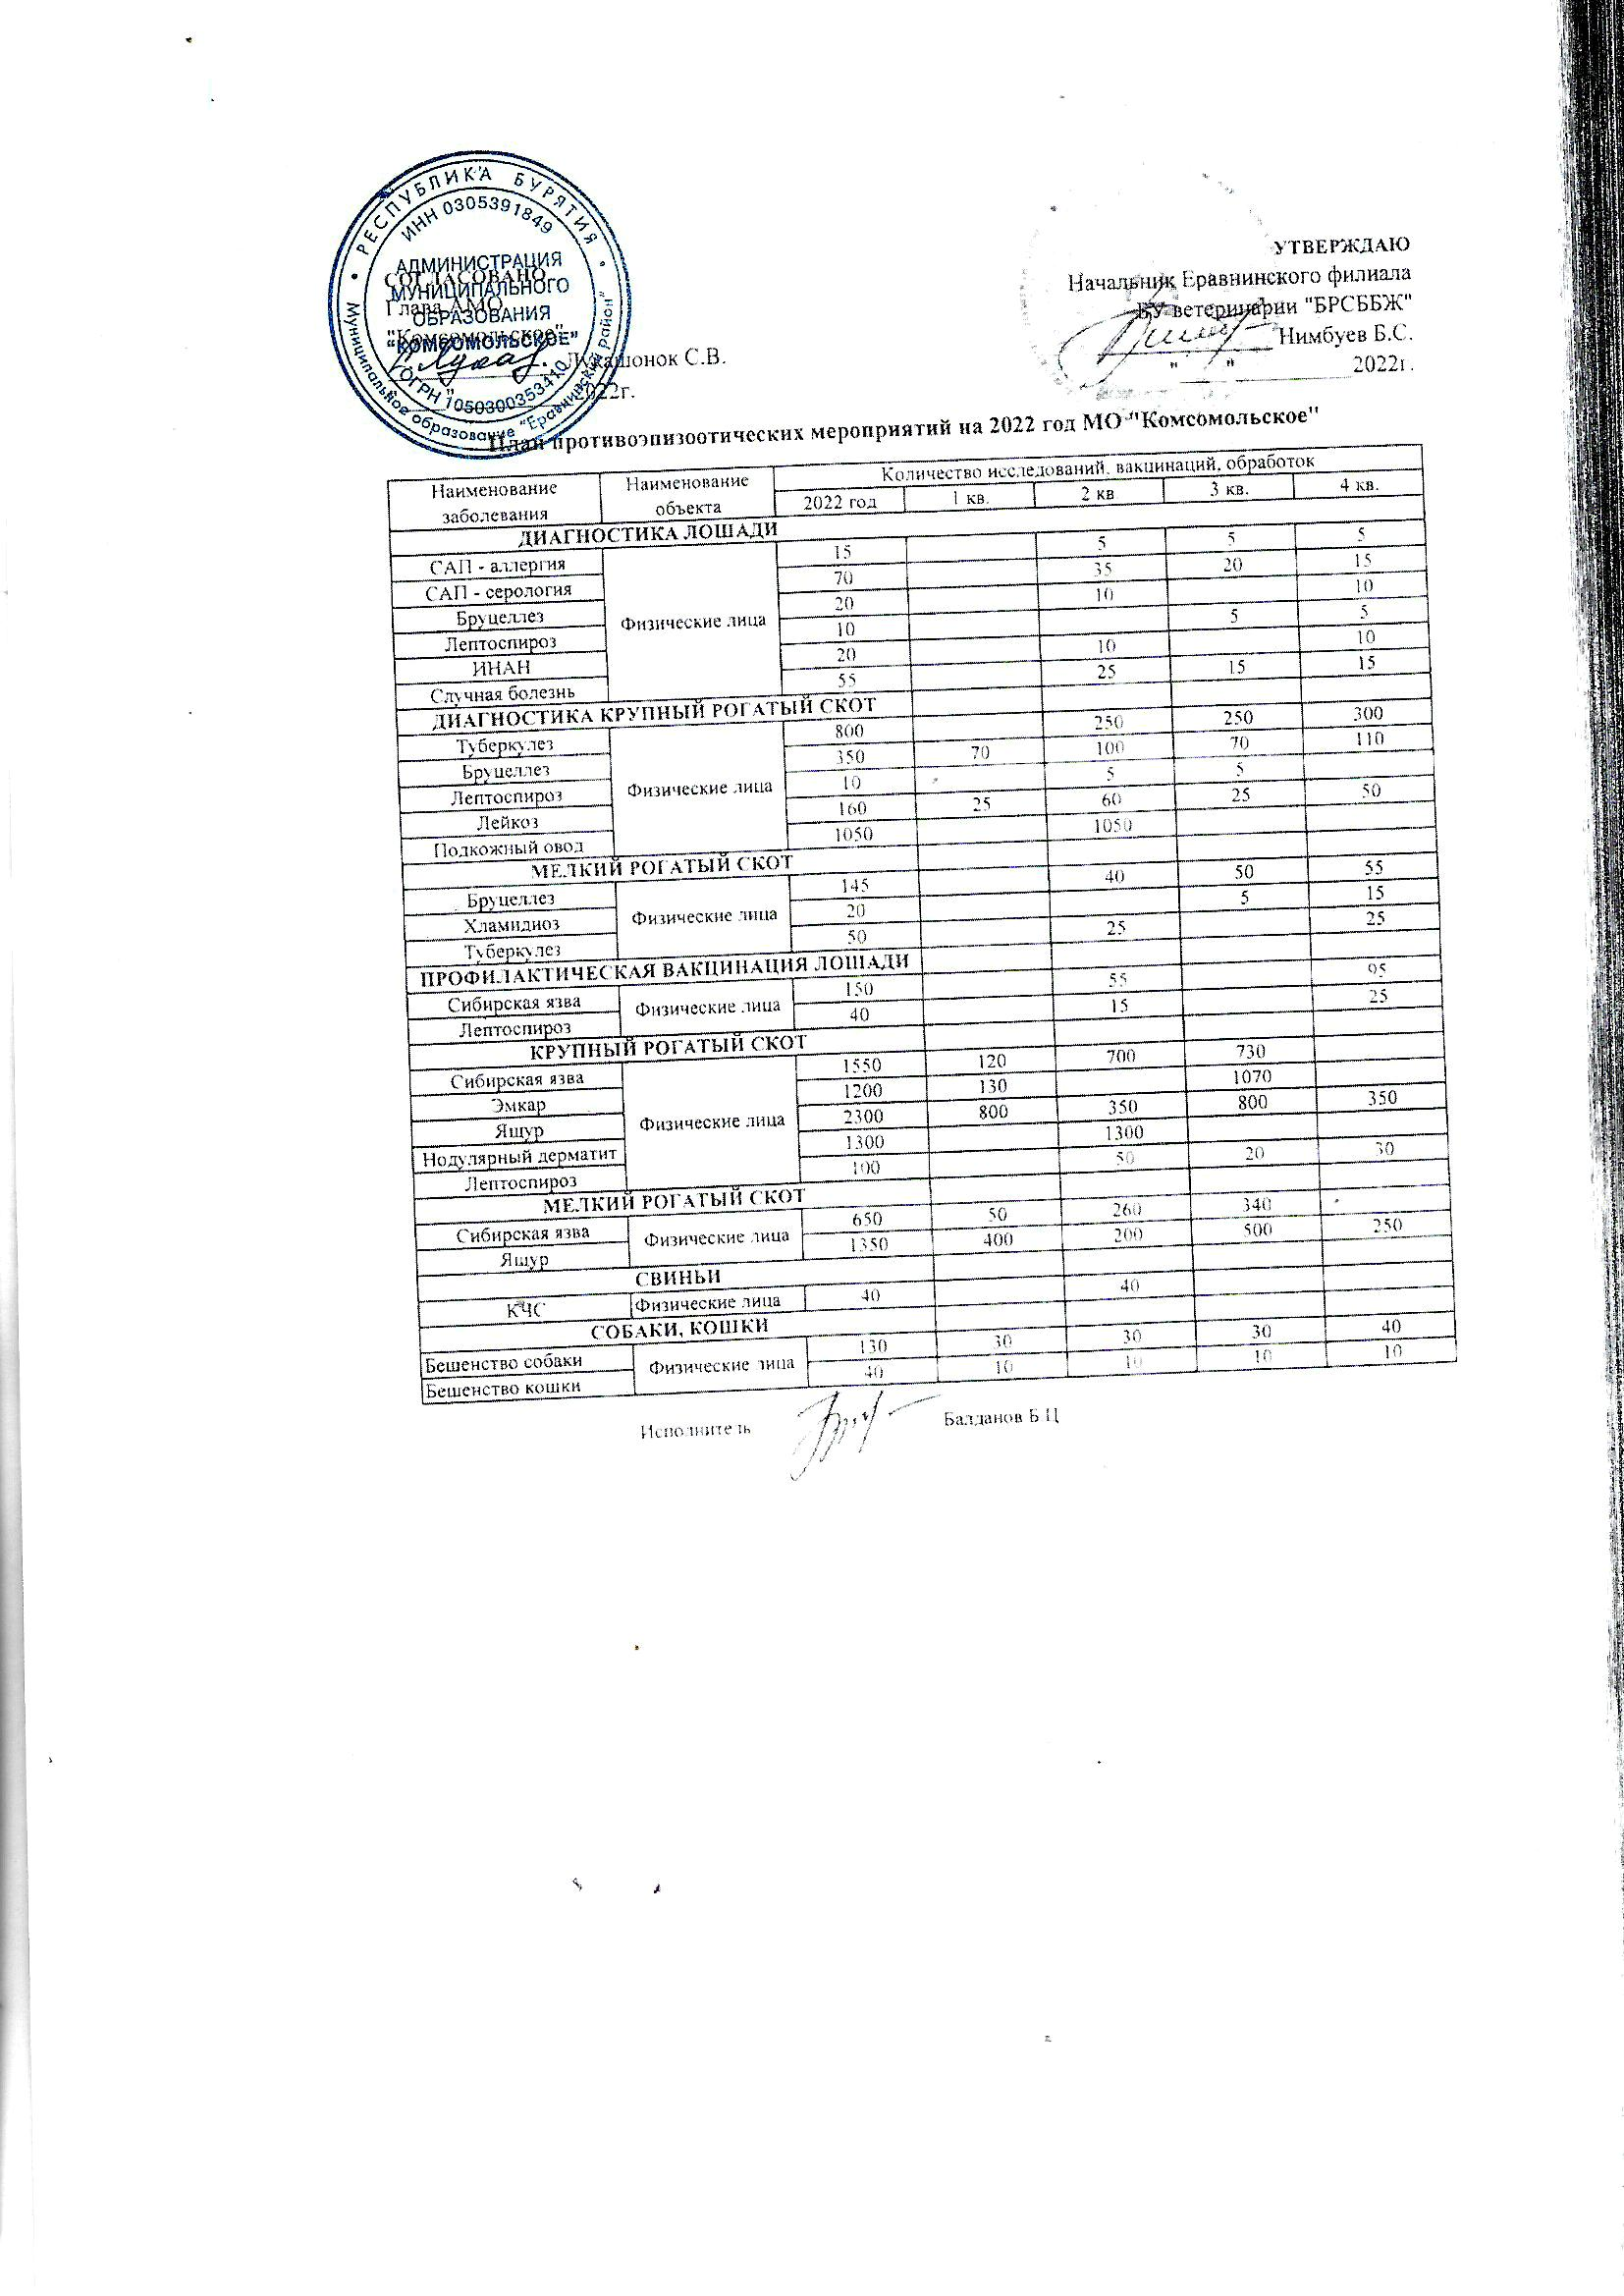 РЕСПУБЛИКА БУРЯТИЯ
ИНН 0305391849
АДМИНИСТРАЦИЯ
МУНИЦИПАЛЬНОГО
ОБРАЗОВАНИЯ
"КОМСОМОЛЬСКОЕ"
ОГРН 1050300353410
Муниципальное образование "Еравнинский район"
СОГЛАСОВАНО
Глава АМО
"Комсомольское"
Лукашонок С.В.
2022г.
УТВЕРЖДАЮ
Начальник Еравнинского филиала
БУ ветеринарии "БРСББЖ"
Нимбуев Б.С.
" " 2022г.
План противоэпизоотических мероприятий на 2022 год МО "Комсомольское"
Наименование заболевания Наименование объекта Количество исследований, вакцинаций, обработок
2022 год 1 кв. 2 кв 3 кв. 4 кв.
ДИАГНОСТИКА ЛОШАДИ
САП - аллергия Физические лица 15 5 5 5
САП - серология 70 35 20 15
Бруцеллез 20 10 10
Лептоспироз 10 5 5
ИНАН 20 10 10
Случная болезнь 55 25 15 15
ДИАГНОСТИКА КРУПНЫЙ РОГАТЫЙ СКОТ
Туберкулез Физические лица 800 250 250 300
Бруцеллез 350 70 100 70 110
Лептоспироз 10 5 5
Лейкоз 160 25 60 25 50
Подкожный овод 1050 1050
МЕЛКИЙ РОГАТЫЙ СКОТ
Бруцеллез Физические лица 145 40 50 55
Хламидиоз 20 5 15
Туберкулез 50 25 25
ПРОФИЛАКТИЧЕСКАЯ ВАКЦИНАЦИЯ ЛОШАДИ
Сибирская язва Физические лица 150 55 95
Лептоспироз 40 15 25
КРУПНЫЙ РОГАТЫЙ СКОТ
Сибирская язва Физические лица 1550 120 700 730
Эмкар 1200 130 1070
Ящур 2300 800 350 800 350
Нодулярный дерматит 1300 1300
Лептоспироз 100 50 20 30
МЕЛКИЙ РОГАТЫЙ СКОТ
Сибирская язва Физические лица 650 50 260 340
Ящур 1350 400 200 500 250
СВИНЬИ
КЧС Физические лица 40 40
СОБАКИ, КОШКИ
Бешенство собаки Физические лица 130 30 30 30 40
Бешенство кошки 40 10 10 10 10
Исполнитель Балданов Б Ц